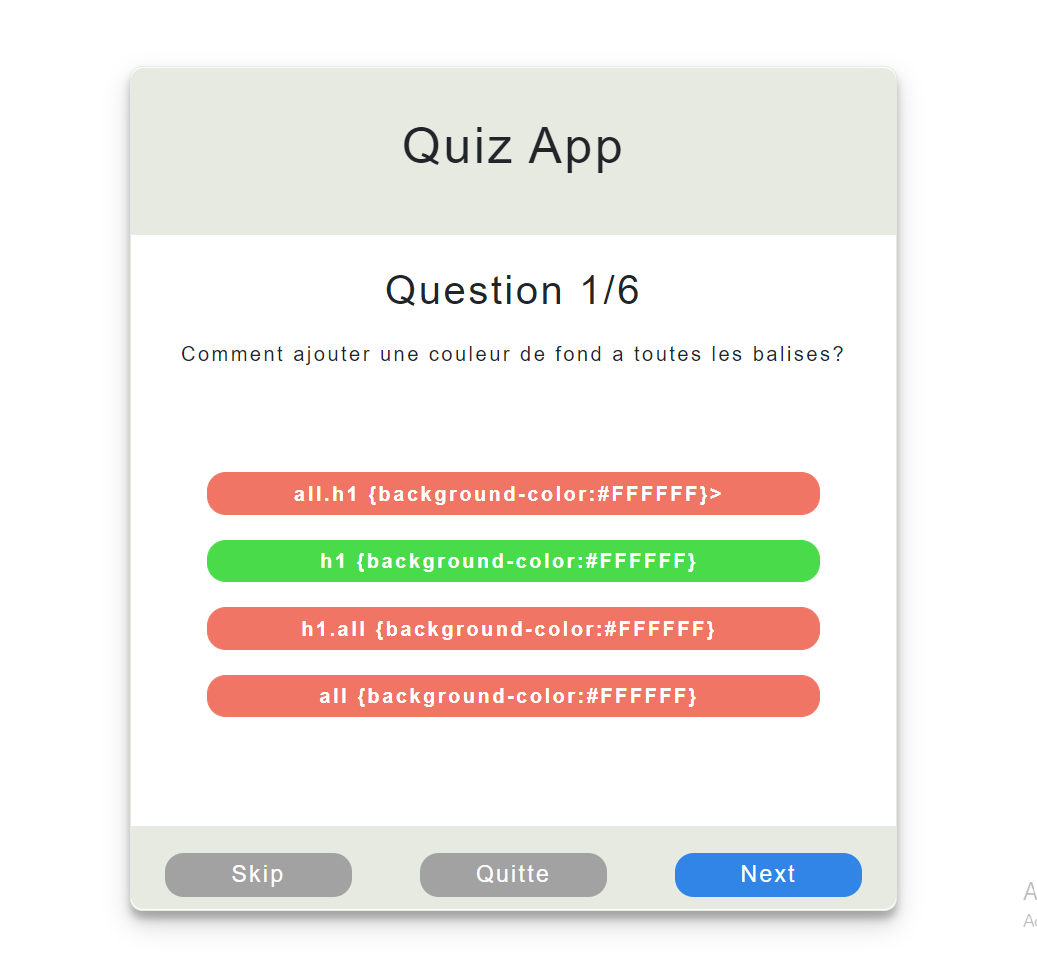 Quiz App
Question 1/6
Comment ajouter une couleur de fond a toutes les balises?
all.h1 {background-color:#FFFFFF}>
h1 {background-color:#FFFFFF}
h1.all {background-color:#FFFFFF}
all {background-color:#FFFFFF}
Skip Quitte Next